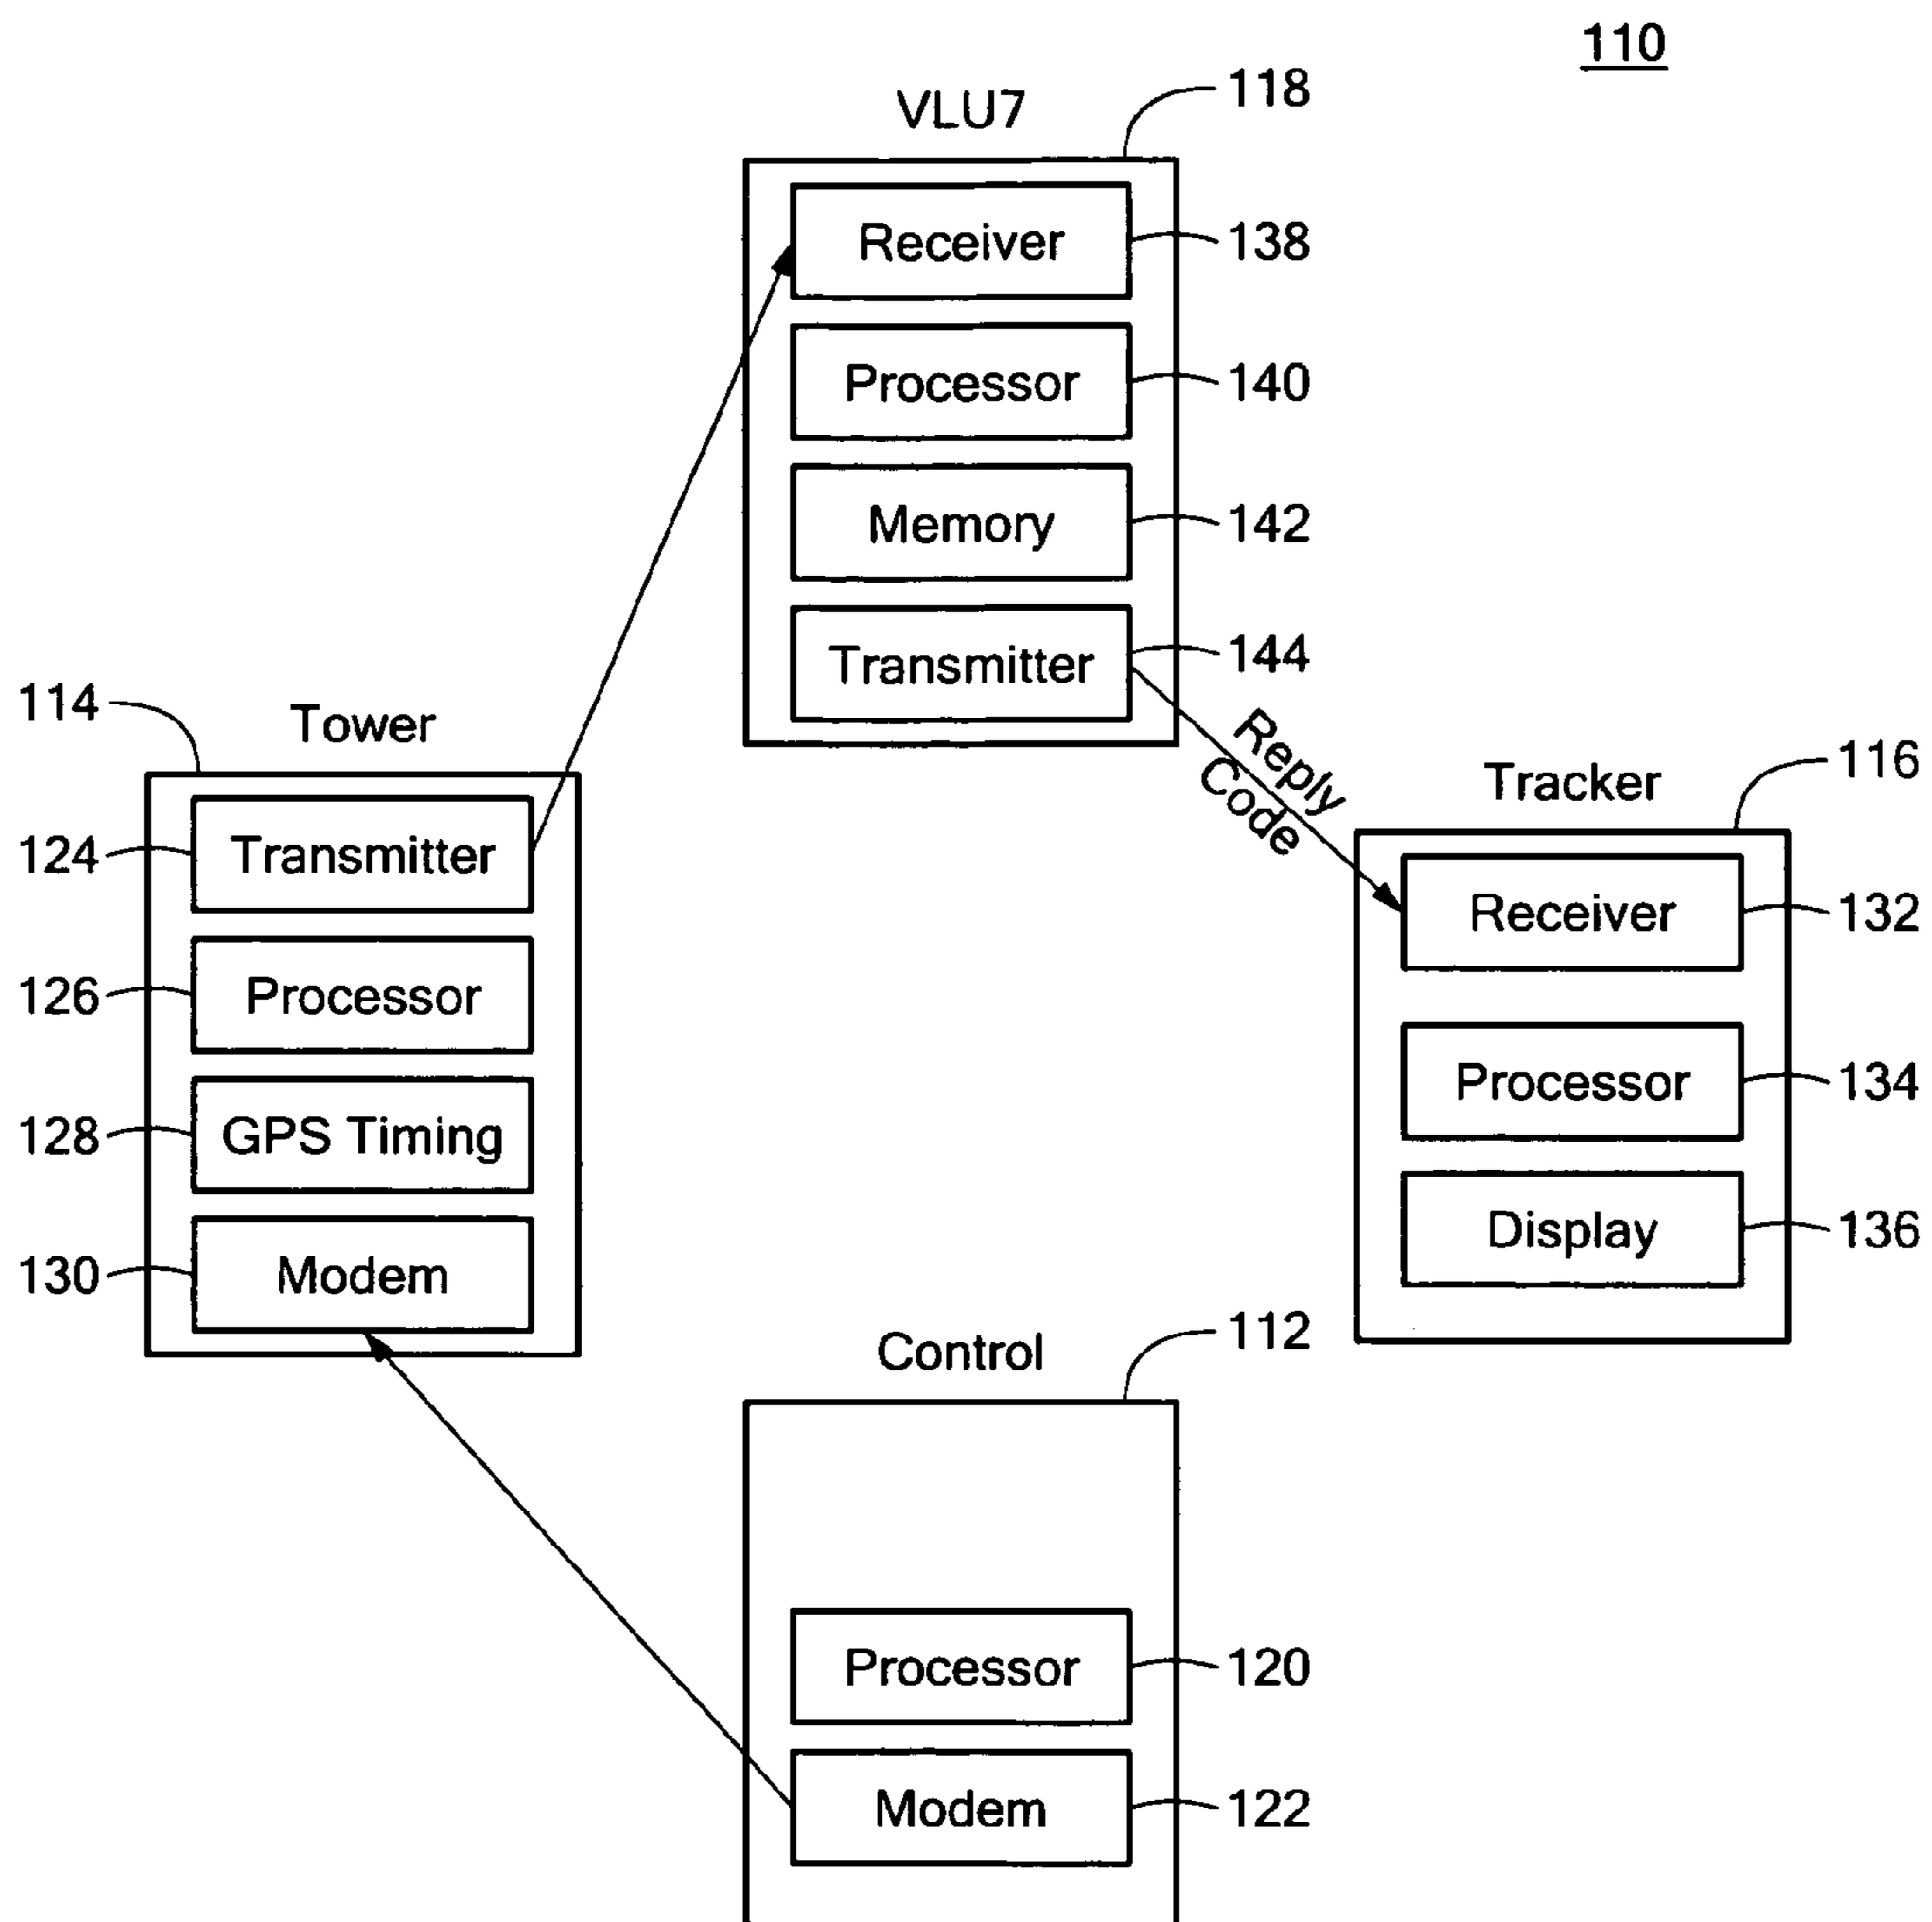 110
VLU7
118
Receiver
138
Processor
140
Memory
142
Transmitter
144
Reply
Code
114
Tower
Transmitter
124
Processor
126
GPS Timing
128
Modem
130
Tracker
116
Receiver
132
Processor
134
Display
136
Control
112
Processor
120
Modem
122